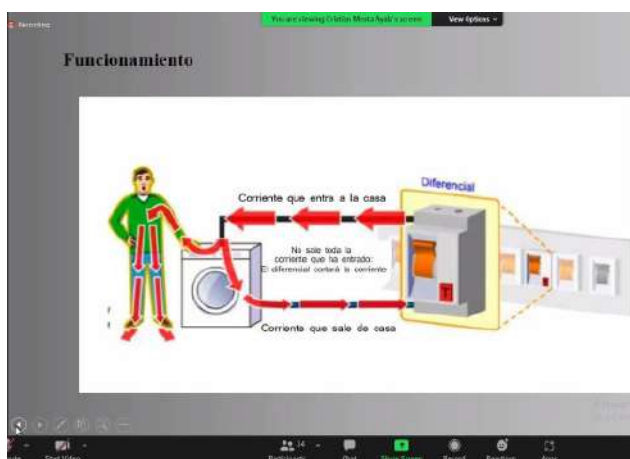 Recording
You are viewing Cristian Mesta Ayala's screen
View Options
Funcionamiento
Diferencial
Corriente que entra a la casa
No sale toda la
corriente que ha entrado:
El diferencial cortará la corriente
T
Corriente que sale de casa
14
Start Video
Participants
Chat
Share Screen
Record
Reactions
Apps